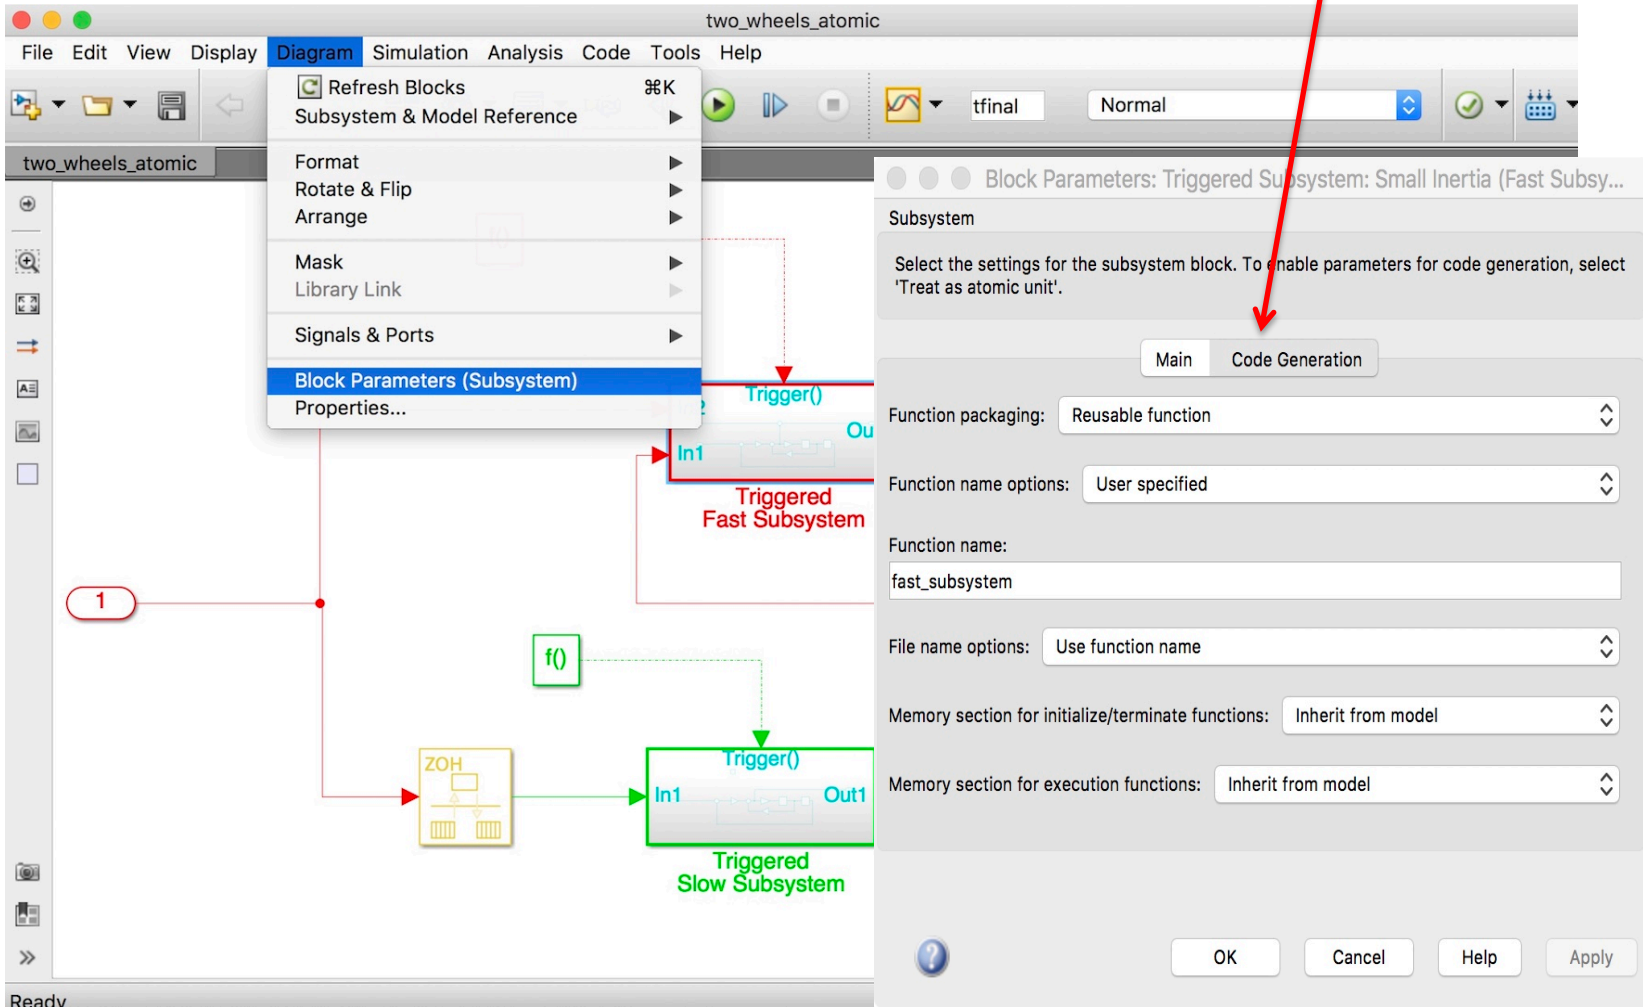 two_wheels_atomic
File Edit View Display Diagram Simulation Analysis Code Tools Help
Refresh Blocks ⌘K
Subsystem & Model Reference
Format
Rotate & Flip
Arrange
Mask
Library Link
Signals & Ports
Block Parameters (Subsystem)
Properties...
tfinal
Normal
two_wheels_atomic
f()
Trigger()
In1
Triggered
Fast Subsystem
1
f()
ZOH
Trigger()
In1 Out1
Triggered
Slow Subsystem
Ready
Block Parameters: Triggered Subsystem: Small Inertia (Fast Subsy...
Subsystem
Select the settings for the subsystem block. To enable parameters for code generation, select
'Treat as atomic unit'.
Main Code Generation
Function packaging: Reusable function
Function name options: User specified
Function name:
fast_subsystem
File name options: Use function name
Memory section for initialize/terminate functions: Inherit from model
Memory section for execution functions: Inherit from model
OK Cancel Help Apply